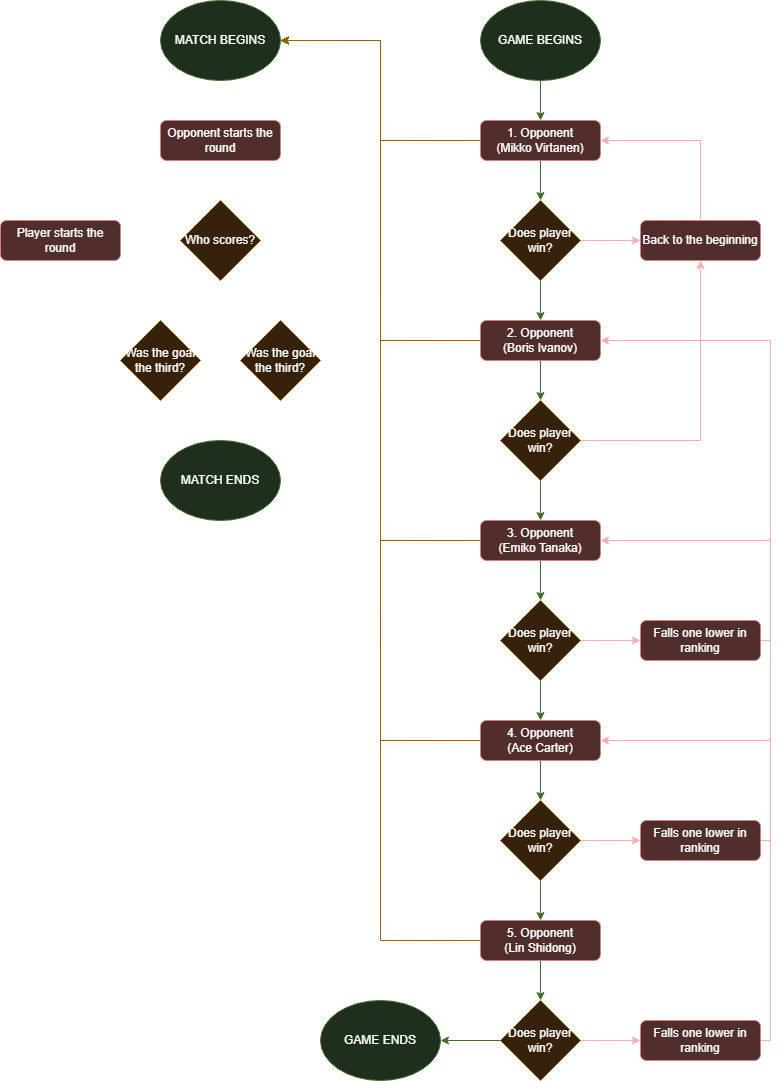 MATCH BEGINS
GAME BEGINS
Opponent starts the
round
1. Opponent
(Mikko Virtanen)
Player starts the
round
Who scores?
Does player
win?
Back to the beginning
Was the goal
the third?
Was the goal
the third?
2. Opponent
(Boris Ivanov)
Does player
win?
MATCH ENDS
3. Opponent
(Emiko Tanaka)
Does player
win?
Falls one lower in
ranking
4. Opponent
(Ace Carter)
Does player
win?
Falls one lower in
ranking
5. Opponent
(Lin Shidong)
GAME ENDS
Does player
win?
Falls one lower in
ranking